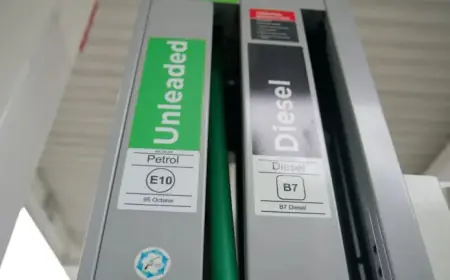 Unleaded
Petrol
E10
95 Octane
Diesel
Diesel
B7
B7 Diesel